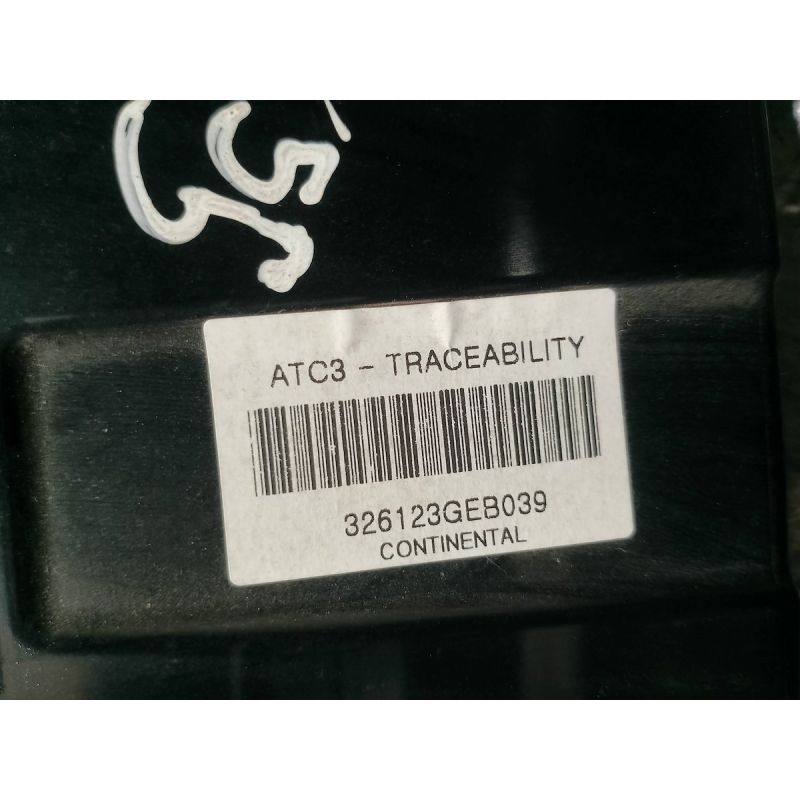 ATC3 - TRACEABILITY
326123GEB039
CONTINENTAL